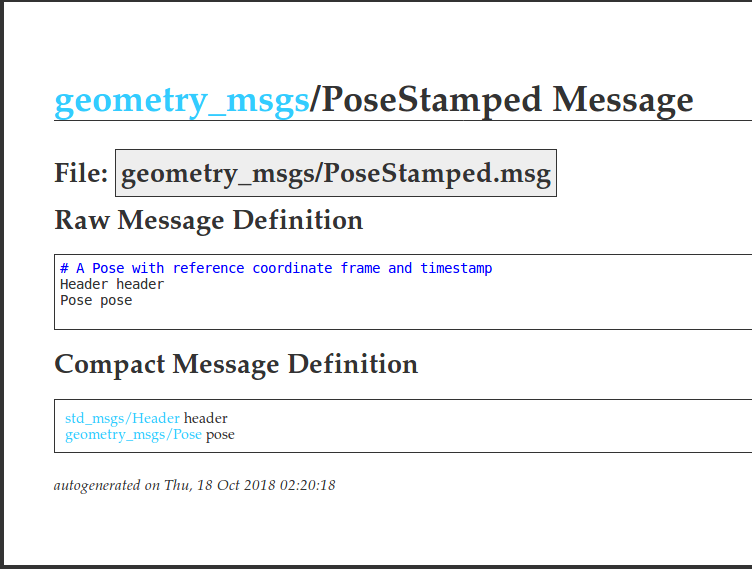 geometry_msgs/PoseStamped Message
File: geometry_msgs/PoseStamped.msg
Raw Message Definition
# A Pose with reference coordinate frame and timestamp
Header header
Pose pose
Compact Message Definition
std_msgs/Header header
geometry_msgs/Pose pose
autogenerated on Thu, 18 Oct 2018 02:20:18